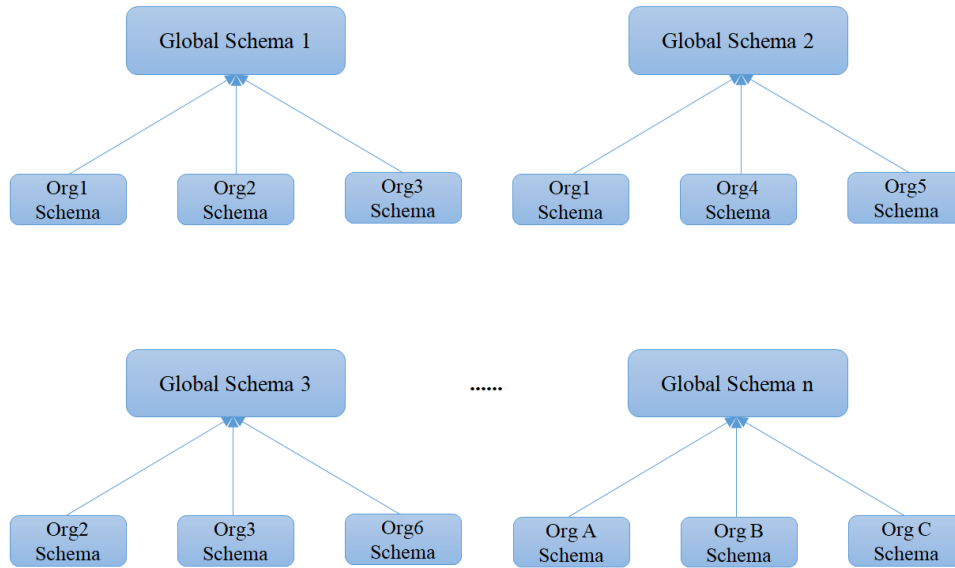 Global Schema 1
Global Schema 2
Org1
Schema
Org2
Schema
Org3
Schema
Org1
Schema
Org4
Schema
Org5
Schema
Global Schema 3
......
Global Schema n
Org2
Schema
Org3
Schema
Org6
Schema
Org A
Schema
Org B
Schema
Org C
Schema